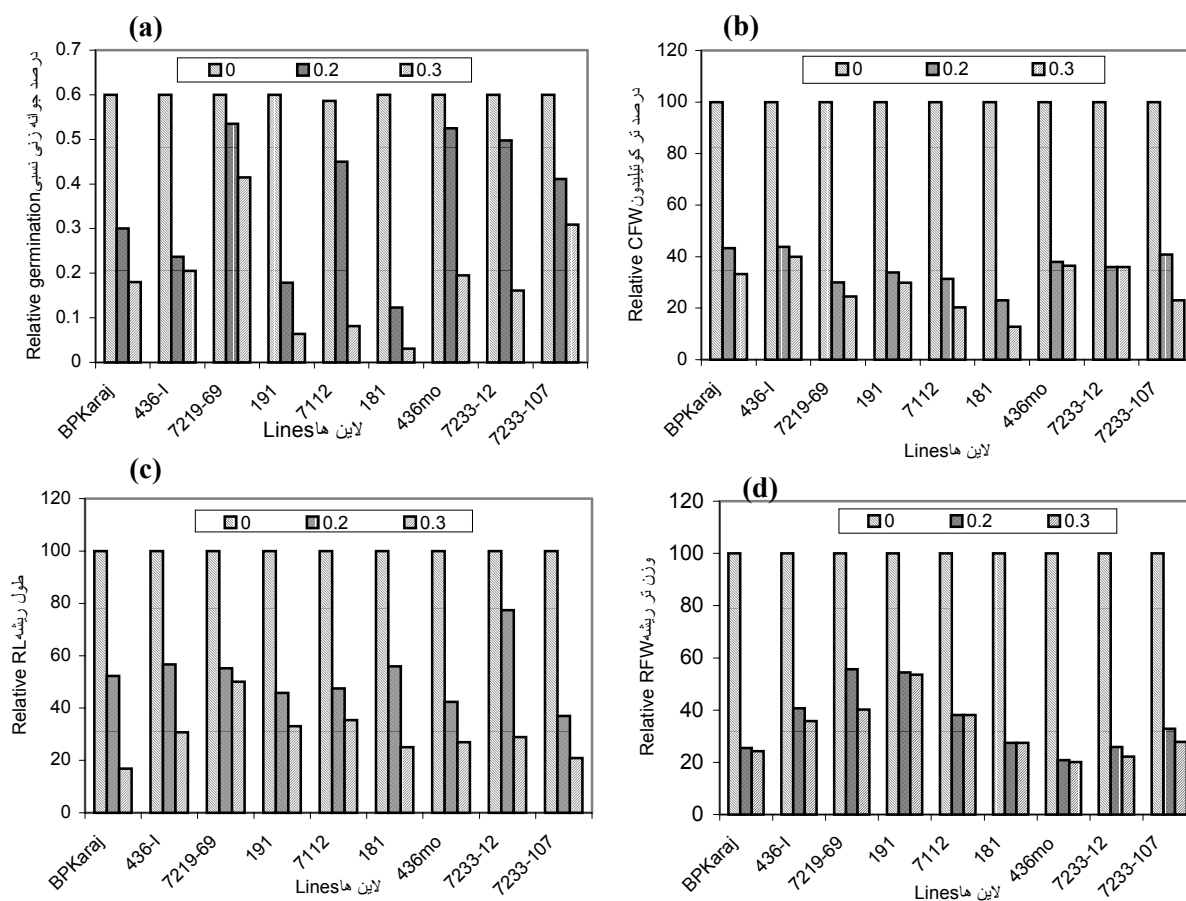 (a)
0 0.2 0.3
0.7
0.6
0.5
0.4
0.3
0.2
0.1
0
Relative germination درصد جوانه زنی نسبی
BPKaraj
436-I
7219-69
191
7112
181
436mo
7233-12
7233-107
Lines لاین ها
(b)
0 0.2 0.3
120
100
80
60
40
20
0
Relative CFW درصد تر کوتیلیدون
BPKaraj
436-I
7219-69
191
7112
181
436mo
7233-12
7233-107
Lines لاین ها
(c)
0 0.2 0.3
120
100
80
60
40
20
0
Relative RL طول ریشه
BPKaraj
436-I
7219-69
191
7112
181
436mo
7233-12
7233-107
Lines لاین ها
(d)
0 0.2 0.3
120
100
80
60
40
20
0
Relative RFW وزن تر ریشه
BPKaraj
436-I
7219-69
191
7112
181
436mo
7233-12
7233-107
Lines لاین ها